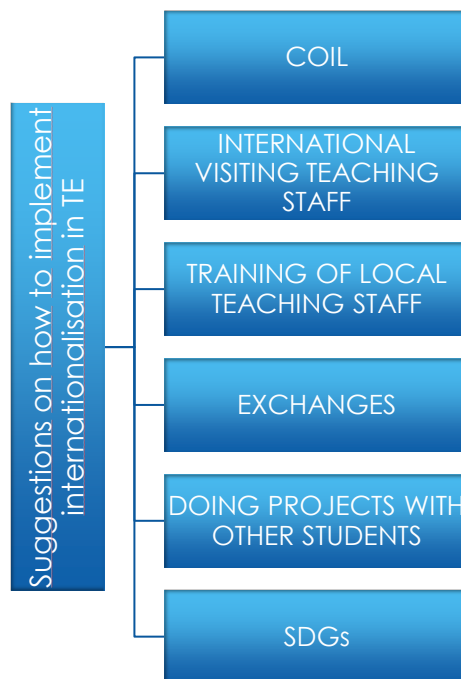 Suggestions on how to implement
internationalisation in TE
COIL
INTERNATIONAL
VISITING TEACHING
STAFF
TRAINING OF LOCAL
TEACHING STAFF
EXCHANGES
DOING PROJECTS WITH
OTHER STUDENTS
SDGs